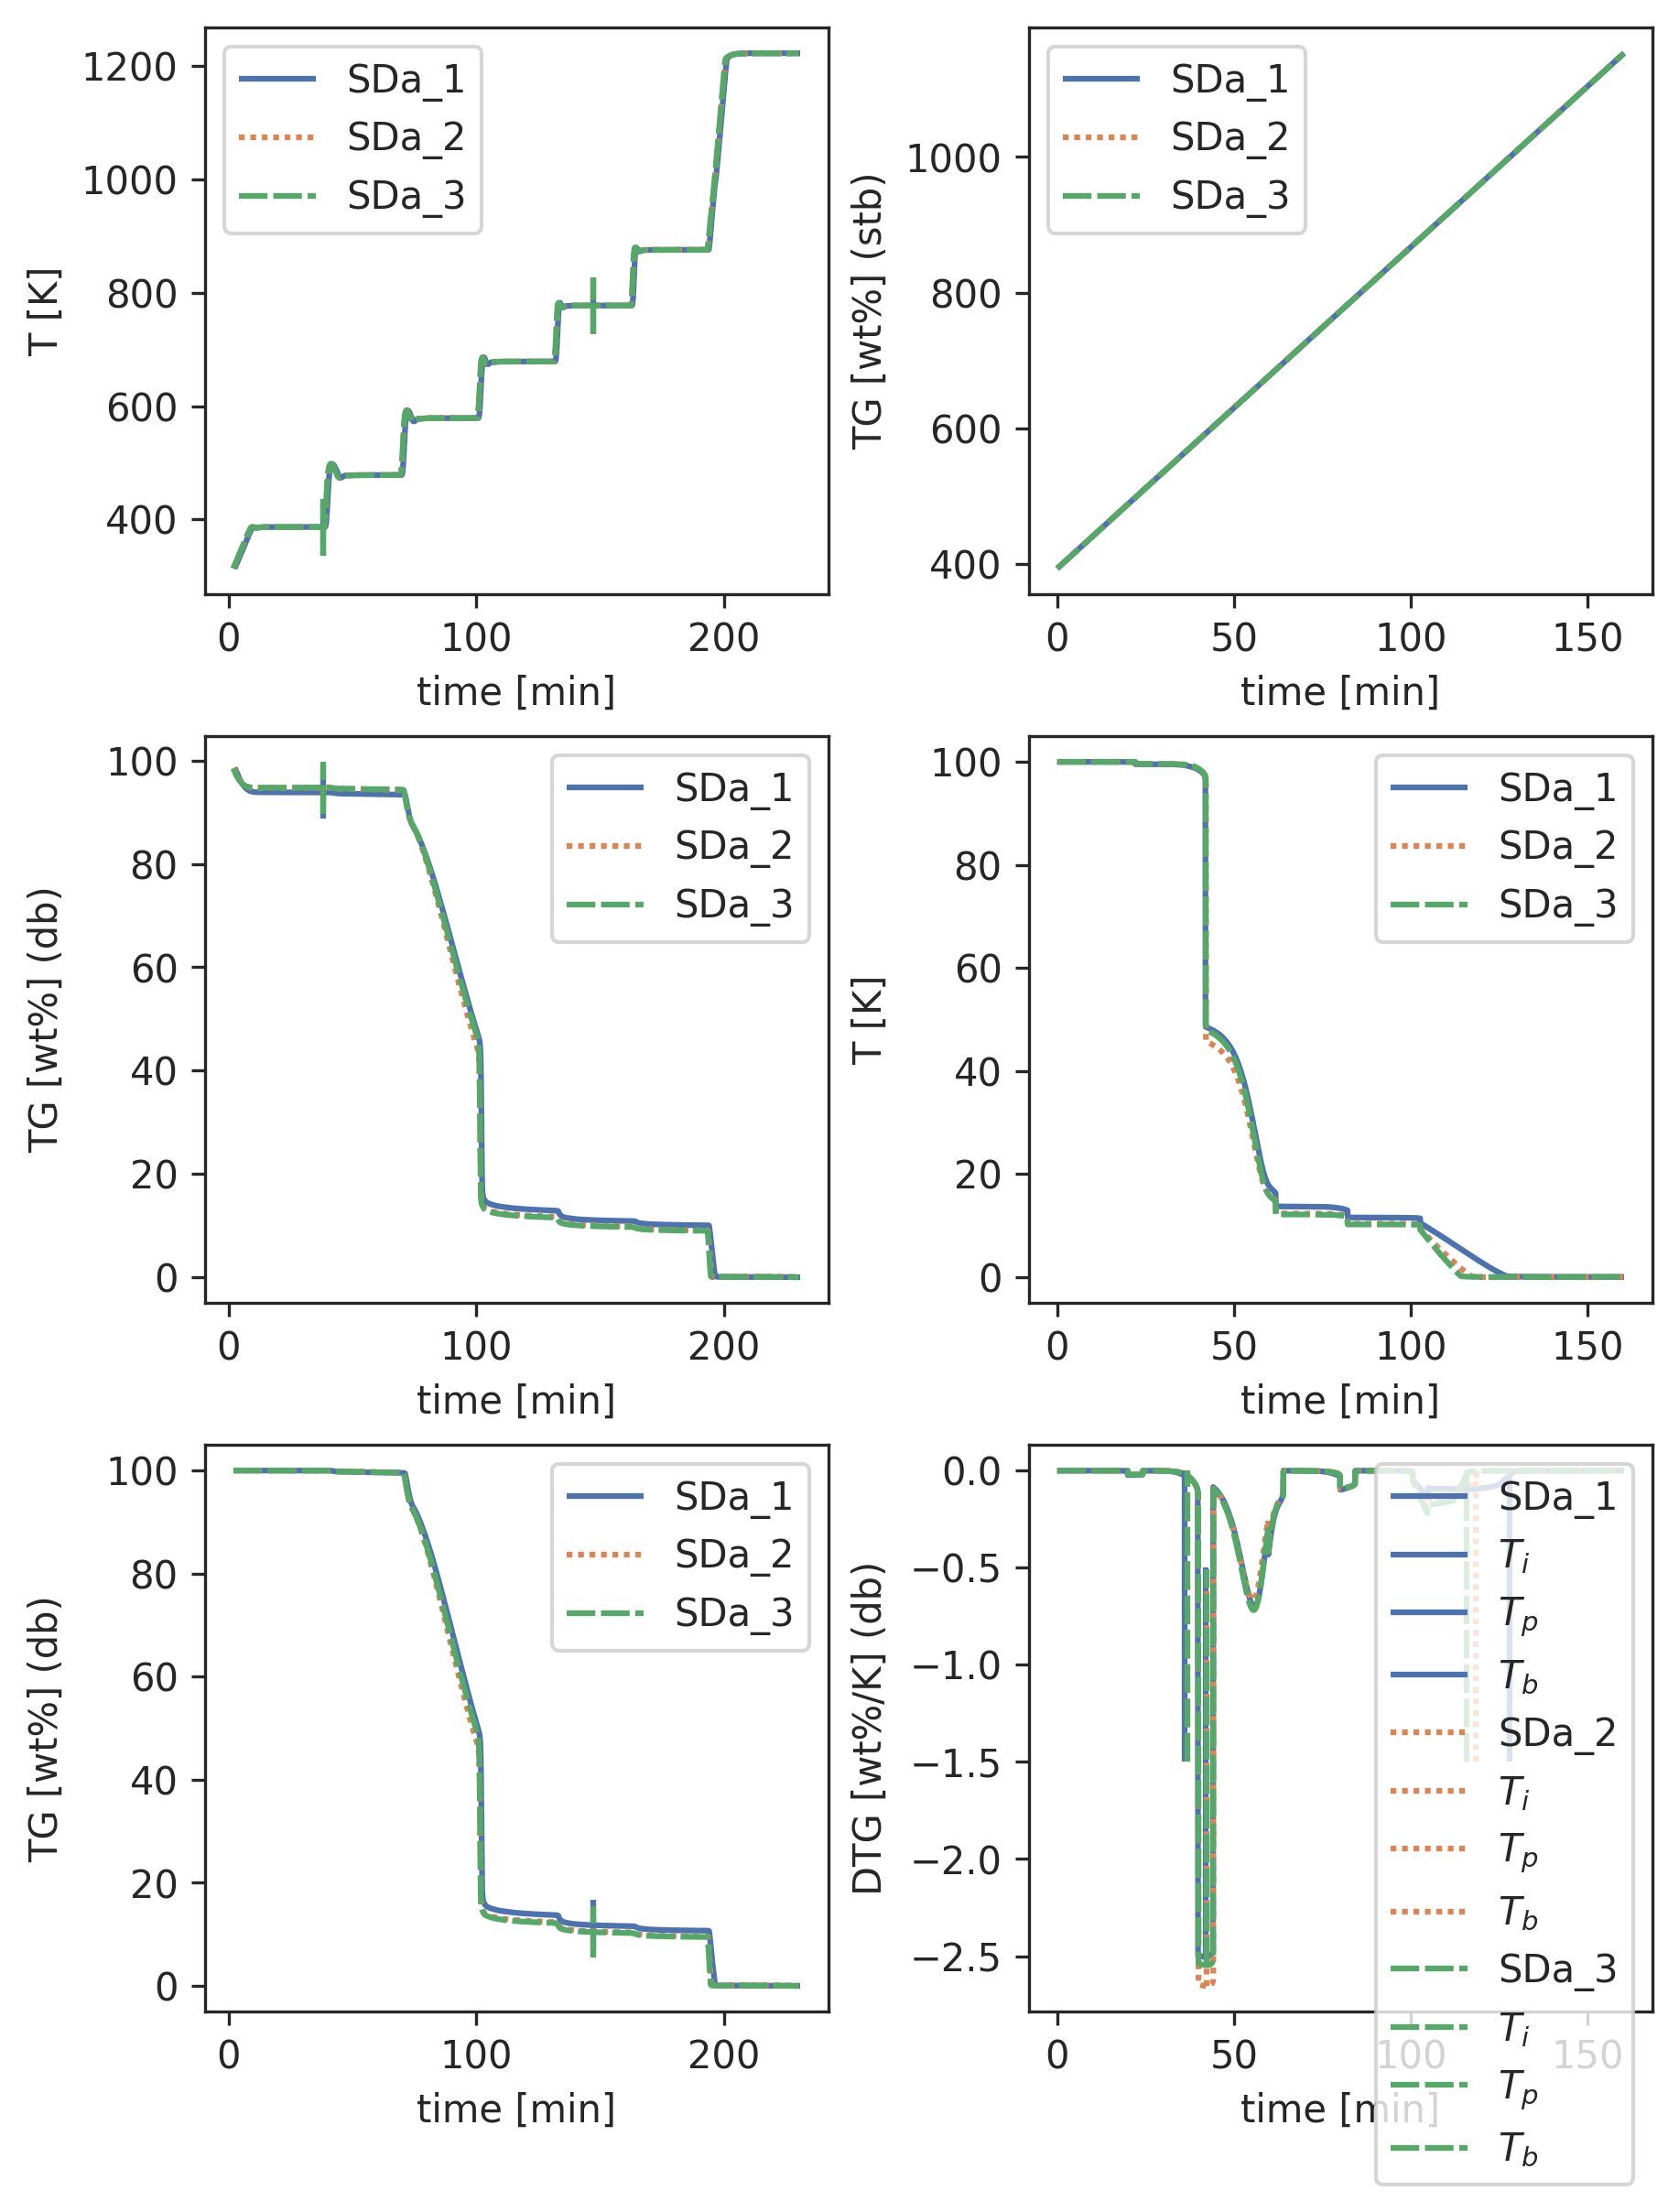 T [K]
1200
1000
800
600
400
SDa_1
SDa_2
SDa_3
0 100 200
time [min]
TG [wt%] (stb)
1000
800
600
400
SDa_1
SDa_2
SDa_3
0 50 100 150
time [min]
TG [wt%] (db)
100
80
60
40
20
0
SDa_1
SDa_2
SDa_3
0 100 200
time [min]
T [K]
100
80
60
40
20
0
SDa_1
SDa_2
SDa_3
0 50 100 150
time [min]
TG [wt%] (db)
100
80
60
40
20
0
SDa_1
SDa_2
SDa_3
0 100 200
time [min]
DTG [wt%/K] (db)
0.0
−0.5
−1.0
−1.5
−2.0
−2.5
SDa_1
T_i
T_p
T_b
SDa_2
T_i
T_p
T_b
SDa_3
T_i
T_p
T_b
0 50 100 150
time [min]